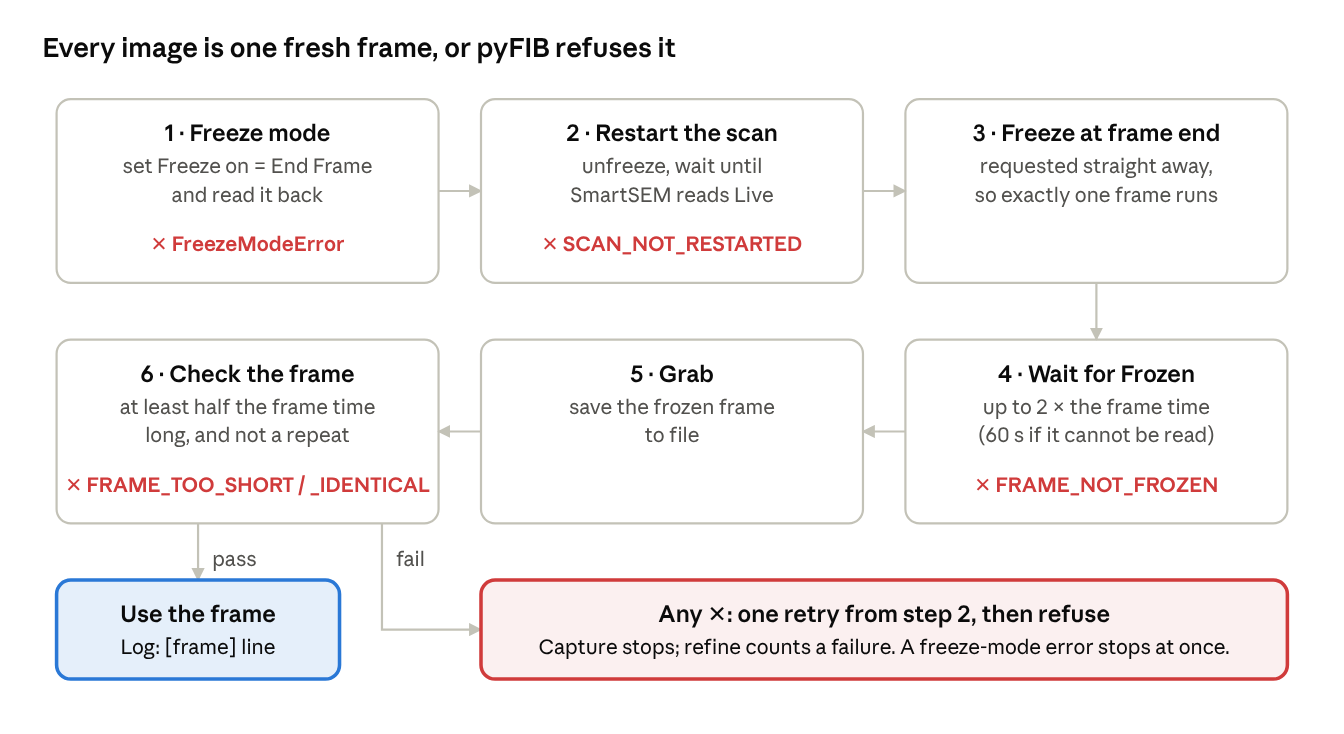 Every image is one fresh frame, or pyFIB refuses it
1 · Freeze mode
set Freeze on = End Frame
and read it back
× FreezeModeError
2 · Restart the scan
unfreeze, wait until
SmartSEM reads Live
× SCAN_NOT_RESTARTED
3 · Freeze at frame end
requested straight away,
so exactly one frame runs
4 · Wait for Frozen
up to 2 × the frame time
(60 s if it cannot be read)
× FRAME_NOT_FROZEN
5 · Grab
save the frozen frame
to file
6 · Check the frame
at least half the frame time
long, and not a repeat
× FRAME_TOO_SHORT / _IDENTICAL
pass
fail
Use the frame
Log: [frame] line
Any ×: one retry from step 2, then refuse
Capture stops; refine counts a failure. A freeze-mode error stops at once.